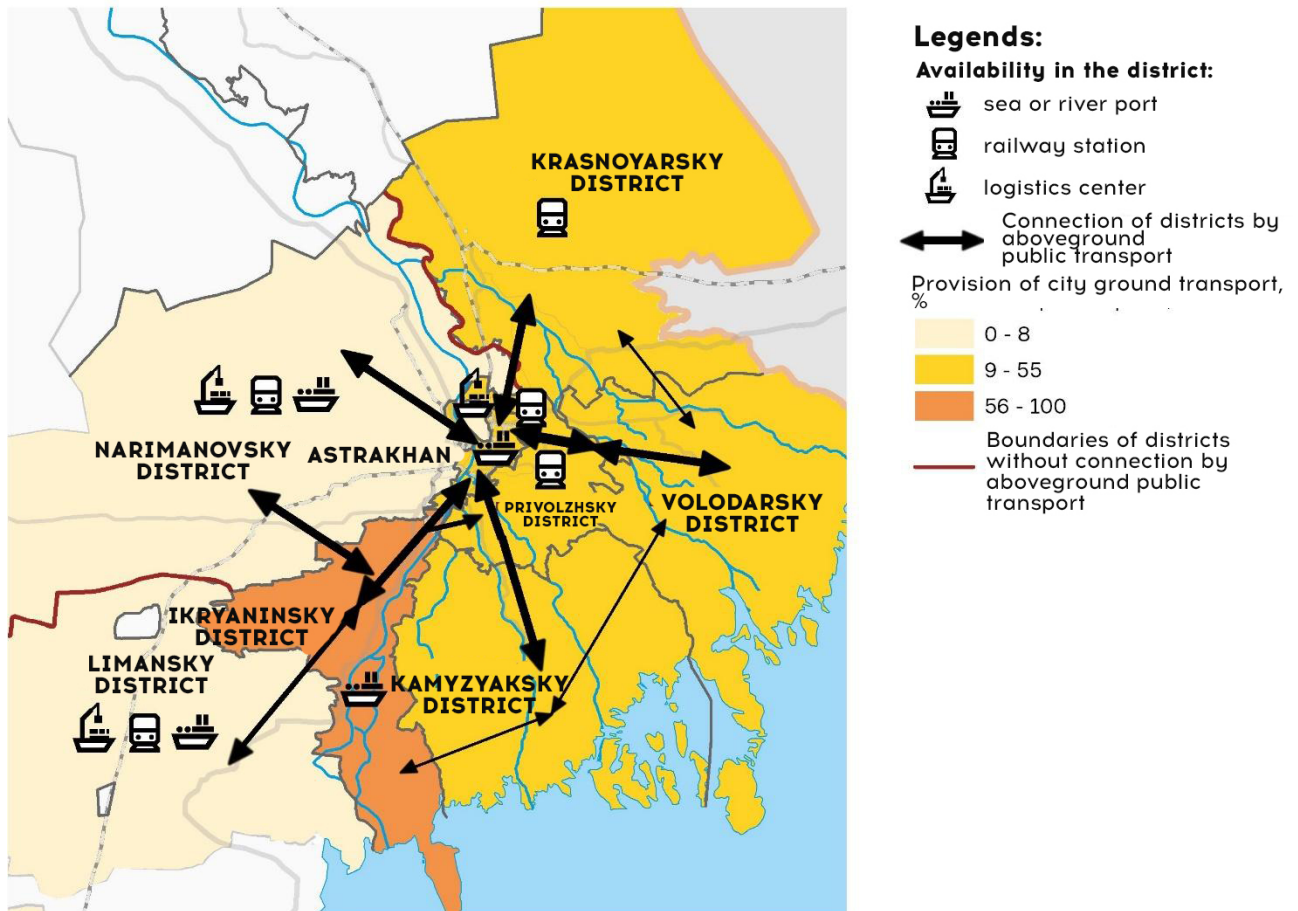 KRASNOYARSKY
DISTRICT
NARIMANOVSKY
DISTRICT
ASTRAKHAN
PRIVOLZHSKY
DISTRICT
VOLODARSKY
DISTRICT
IKRYANINSKY
DISTRICT
LIMANSKY
DISTRICT
KAMYZYAKSKY
DISTRICT
Legends:
Availability in the district:
sea or river port
railway station
logistics center
Connection of districts by
aboveground
public transport
Provision of city ground transport,
%
0 - 8
9 - 55
56 - 100
Boundaries of districts
without connection by
aboveground public
transport